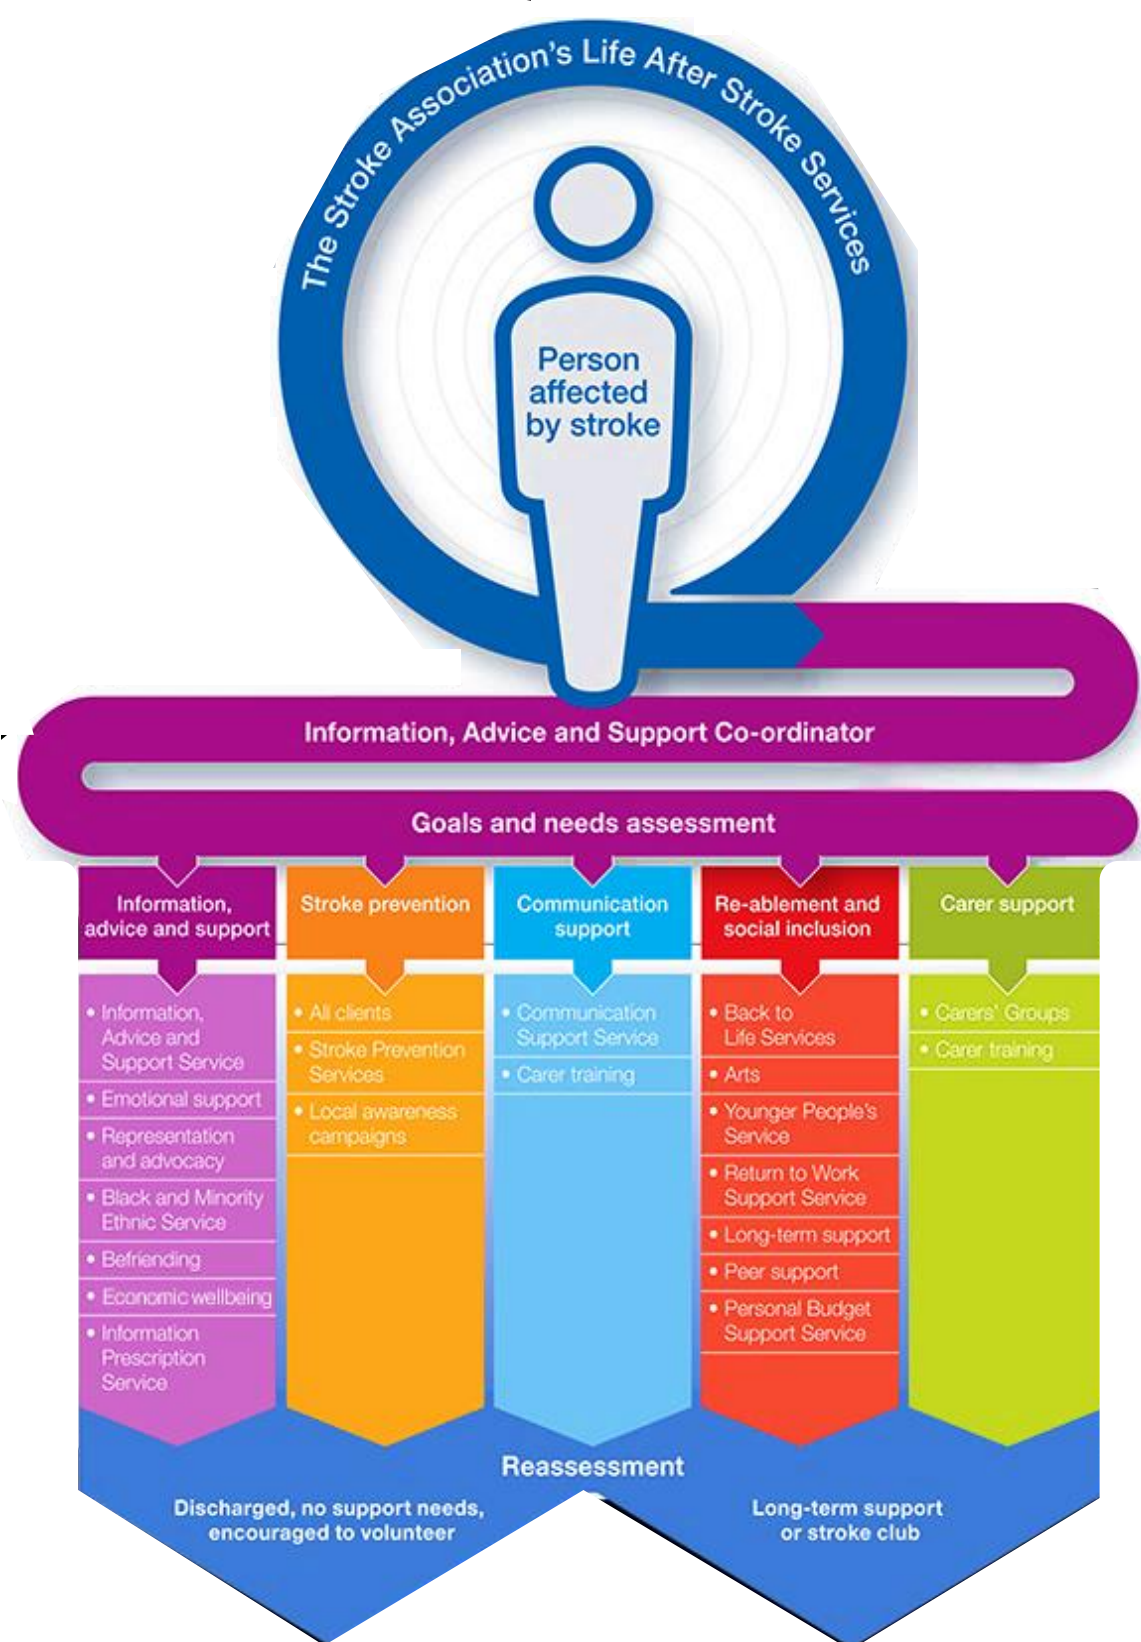 The Stroke Association's Life After Stroke Services
Person
affected
by stroke
Information, Advice and Support Co-ordinator
Goals and needs assessment
Information,
advice and support
• Information,
Advice and
Support Service
• Emotional support
• Representation
and advocacy
• Black and Minority
Ethnic Service
• Befriending
• Economic wellbeing
• Information
Prescription
Service
Stroke prevention
• All clients
• Stroke Prevention
Services
• Local awareness
campaigns
Communication
support
• Communication
Support Service
• Carer training
Re-ablement and
social inclusion
• Back to
Life Services
• Arts
• Younger People's
Service
• Return to Work
Support Service
• Long-term support
• Peer support
• Personal Budget
Support Service
Carer support
• Carers' Groups
• Carer training
Reassessment
Discharged, no support needs,
encouraged to volunteer
Long-term support
or stroke club